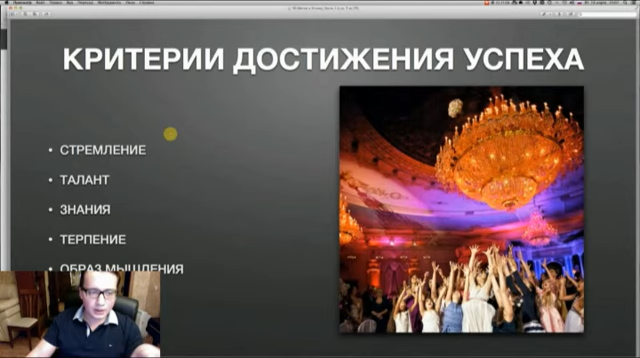 КРИТЕРИИ ДОСТИЖЕНИЯ УСПЕХА
• СТРЕМЛЕНИЕ
• ТАЛАНТ
• ЗНАНИЯ
• ТЕРПЕНИЕ
• ОБРАЗ МЫШЛЕНИЯ